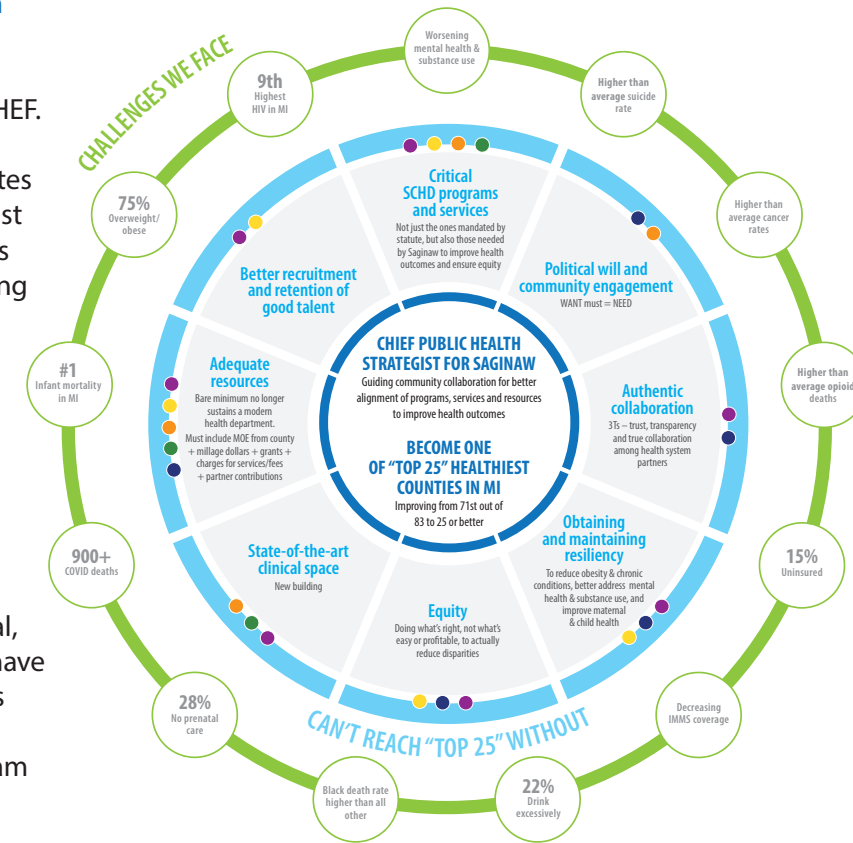 HEF.
tes
st
s
ng
al,
have
s
am
CHALLENGES WE FACE
Worsening
mental health &
substance use
Higher than
average suicide
rate
Higher than
average cancer
rates
Higher than
average opioid
deaths
15%
Uninsured
Decreasing
IMMS coverage
22%
Drink
excessively
Black death rate
higher than all
other
28%
No prenatal
care
900+
COVID deaths
#1
Infant mortality
in MI
75%
Overweight/
obese
9th
Highest
HIV in MI
Critical
SCHD programs
and services
Not just the ones mandated by
statute, but also those needed
by Saginaw to improve health
outcomes and ensure equity
Political will and
community engagement
WANT must = NEED
Authentic
collaboration
3Ts – trust, transparency
and true collaboration
among health system
partners
Obtaining
and maintaining
resiliency
To reduce obesity & chronic
conditions, better address mental
health & substance use, and
improve maternal
& child health
Equity
Doing what's right, not what's
easy or profitable, to actually
reduce disparities
State-of-the-art
clinical space
New building
Adequate
resources
Bare minimum no longer
sustains a modern
health department.
Must include MOE from county
+ millage dollars + grants +
charges for services/fees
+ partner contributions
Better recruitment
and retention of
good talent
CHIEF PUBLIC HEALTH
STRATEGIST FOR SAGINAW
Guiding community collaboration for better
alignment of programs, services and resources
to improve health outcomes
BECOME ONE
OF "TOP 25" HEALTHIEST
COUNTIES IN MI
Improving from 71st out of
83 to 25 or better
CAN'T REACH "TOP 25" WITHOUT